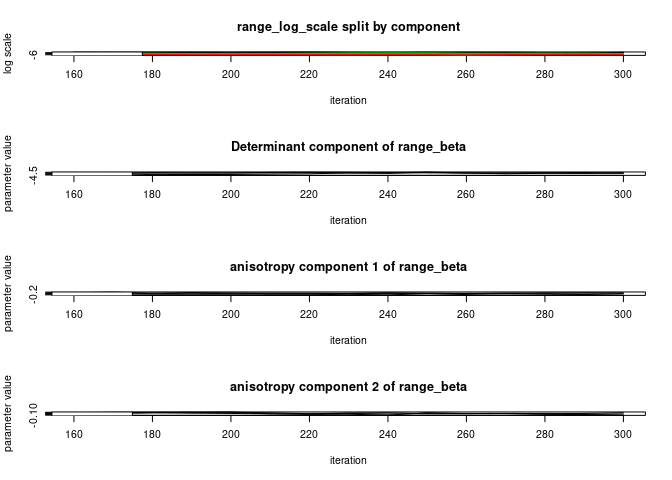 range_log_scale split by component
log scale
-6
160 180 200 220 240 260 280 300
iteration
Determinant component of range_beta
parameter value
-4.5
160 180 200 220 240 260 280 300
iteration
anisotropy component 1 of range_beta
parameter value
-0.2
160 180 200 220 240 260 280 300
iteration
anisotropy component 2 of range_beta
parameter value
-0.10
160 180 200 220 240 260 280 300
iteration